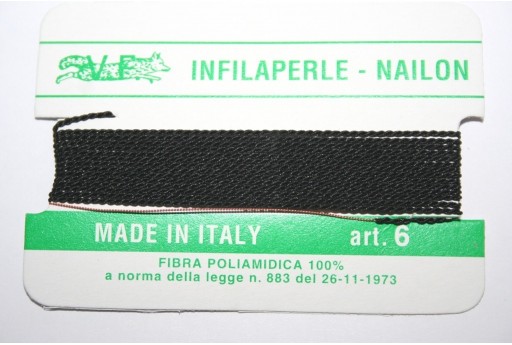 SVF
INFILAPERLE - NAILON
MADE IN ITALY art. 6
FIBRA POLIAMIDICA 100%
a norma della legge n. 883 del 26-11-1973